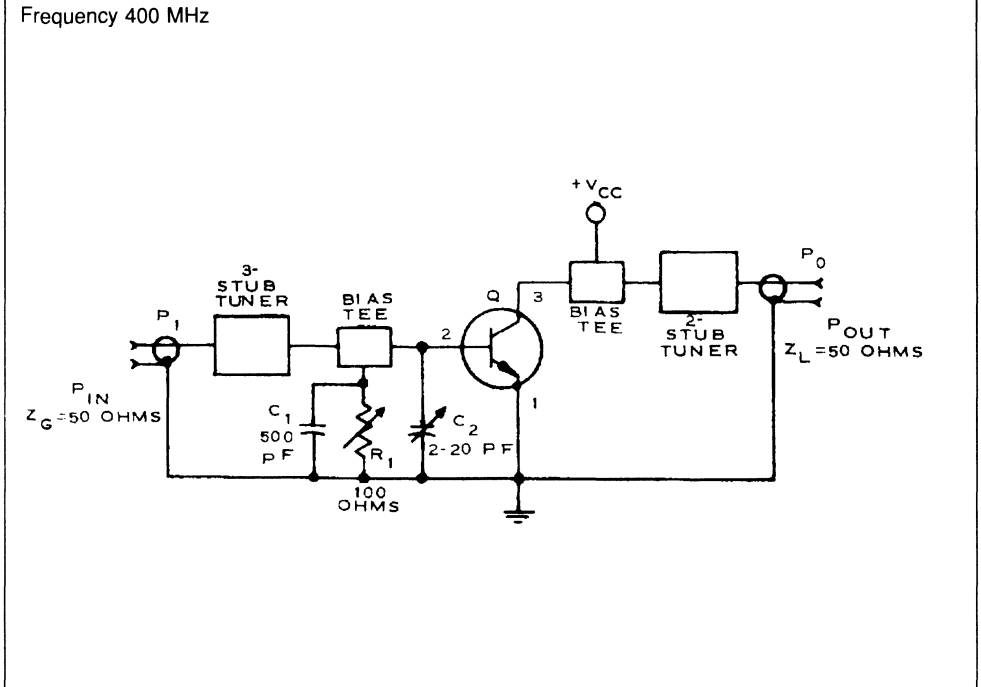 Frequency 400 MHz
+VCC
3-
STUB
TUNER
BIAS
TEE
Q
3
BIAS
TEE
2-
STUB
TUNER
P0
P1
2
POUT
ZL=50 OHMS
PIN
ZG=50 OHMS
C1
500
PF
R1
100
OHMS
C2
2-20 PF
1